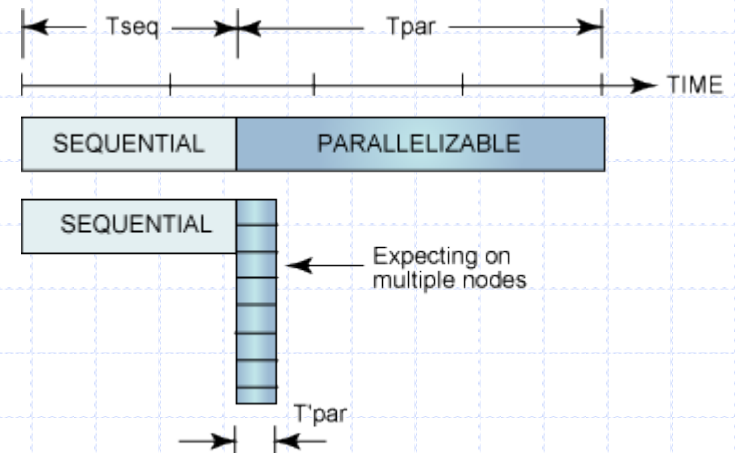 Tseq
Tpar
TIME
SEQUENTIAL
PARALLELIZABLE
SEQUENTIAL
Expecting on
multiple nodes
T'par